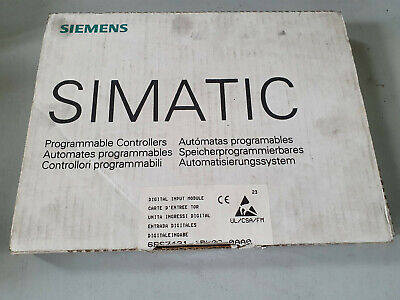 SIEMENS
SIMATIC
Programmable Controllers
Automates programmables
Controllori programmabili
Autómatas programables
Speicherprogrammierbares
Automatisierungssystem
23
DIGITAL INPUT MODULE
CARTE D'ENTREE TOR
UNITA INGRESSI DIGITAL
ENTRADA DIGITALES
DIGITALEINGABE
UL/CSA/FM